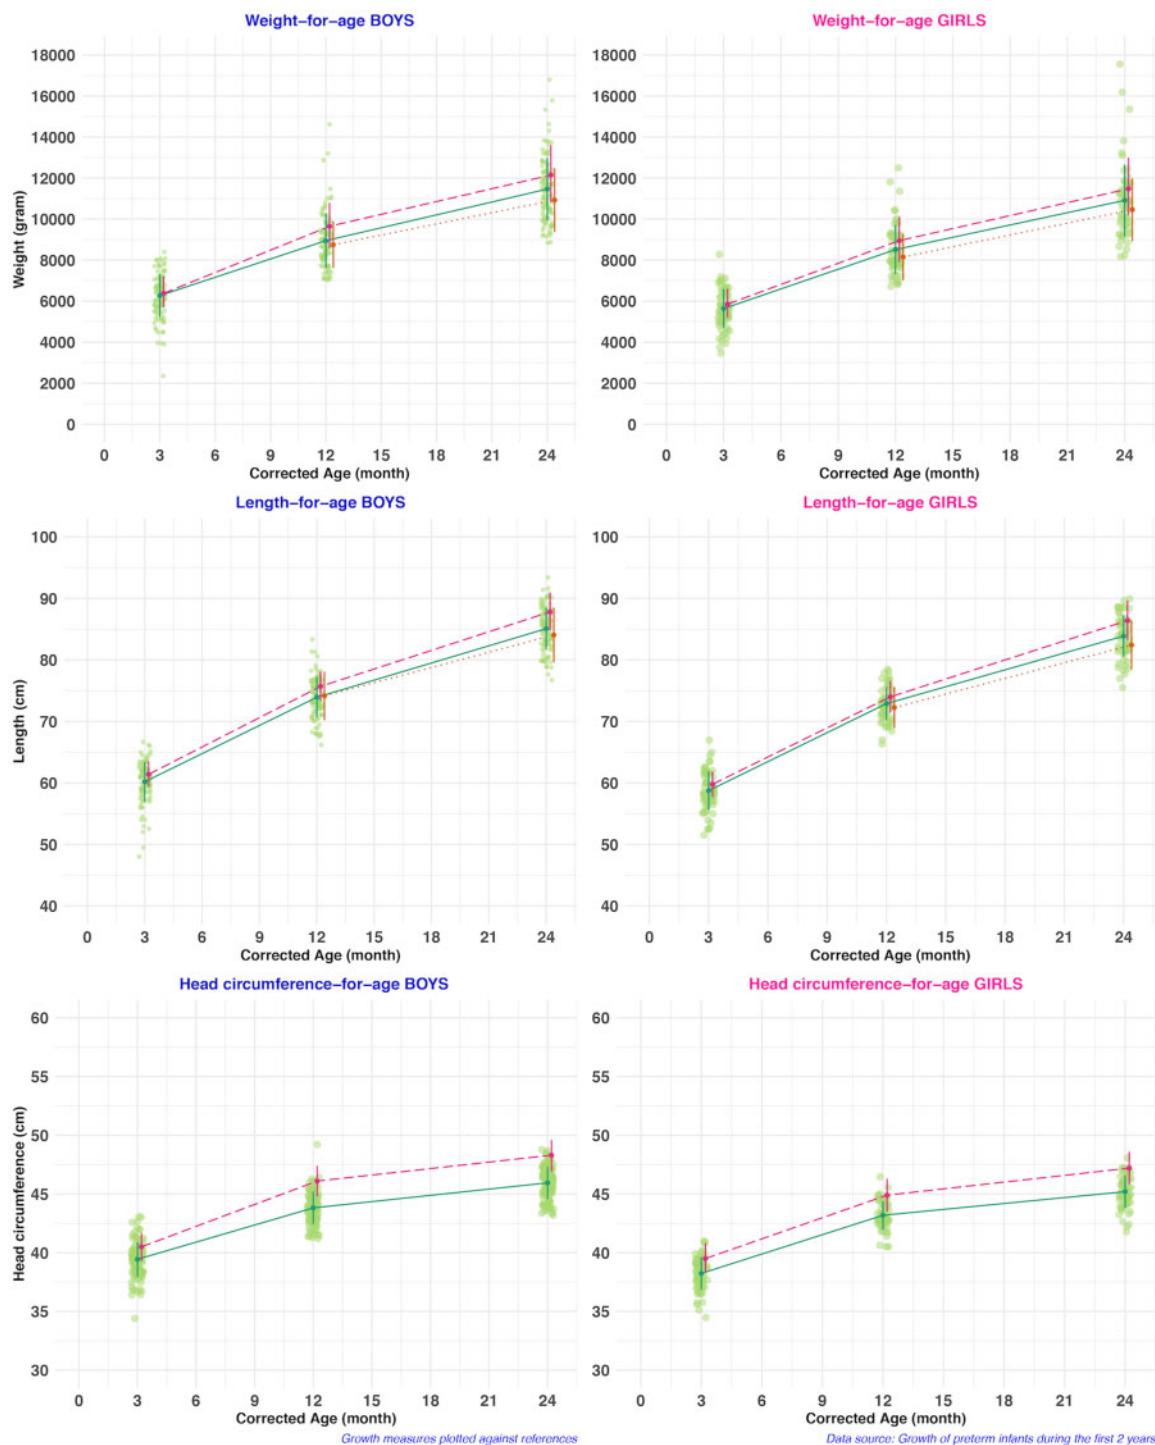 Weight−for−age BOYS
Weight−for−age GIRLS
Weight (gram)
18000
16000
14000
12000
10000
8000
6000
4000
2000
0
18000
16000
14000
12000
10000
8000
6000
4000
2000
0
0 3 6 9 12 15 18 21 24
0 3 6 9 12 15 18 21 24
Corrected Age (month)
Corrected Age (month)
Length−for−age BOYS
Length−for−age GIRLS
Length (cm)
100
90
80
70
60
50
40
100
90
80
70
60
50
40
0 3 6 9 12 15 18 21 24
0 3 6 9 12 15 18 21 24
Corrected Age (month)
Corrected Age (month)
Head circumference−for−age BOYS
Head circumference−for−age GIRLS
Head circumference (cm)
60
55
50
45
40
35
30
60
55
50
45
40
35
30
0 3 6 9 12 15 18 21 24
0 3 6 9 12 15 18 21 24
Corrected Age (month)
Corrected Age (month)
Growth measures plotted against references
Data source: Growth of preterm infants during the first 2 years